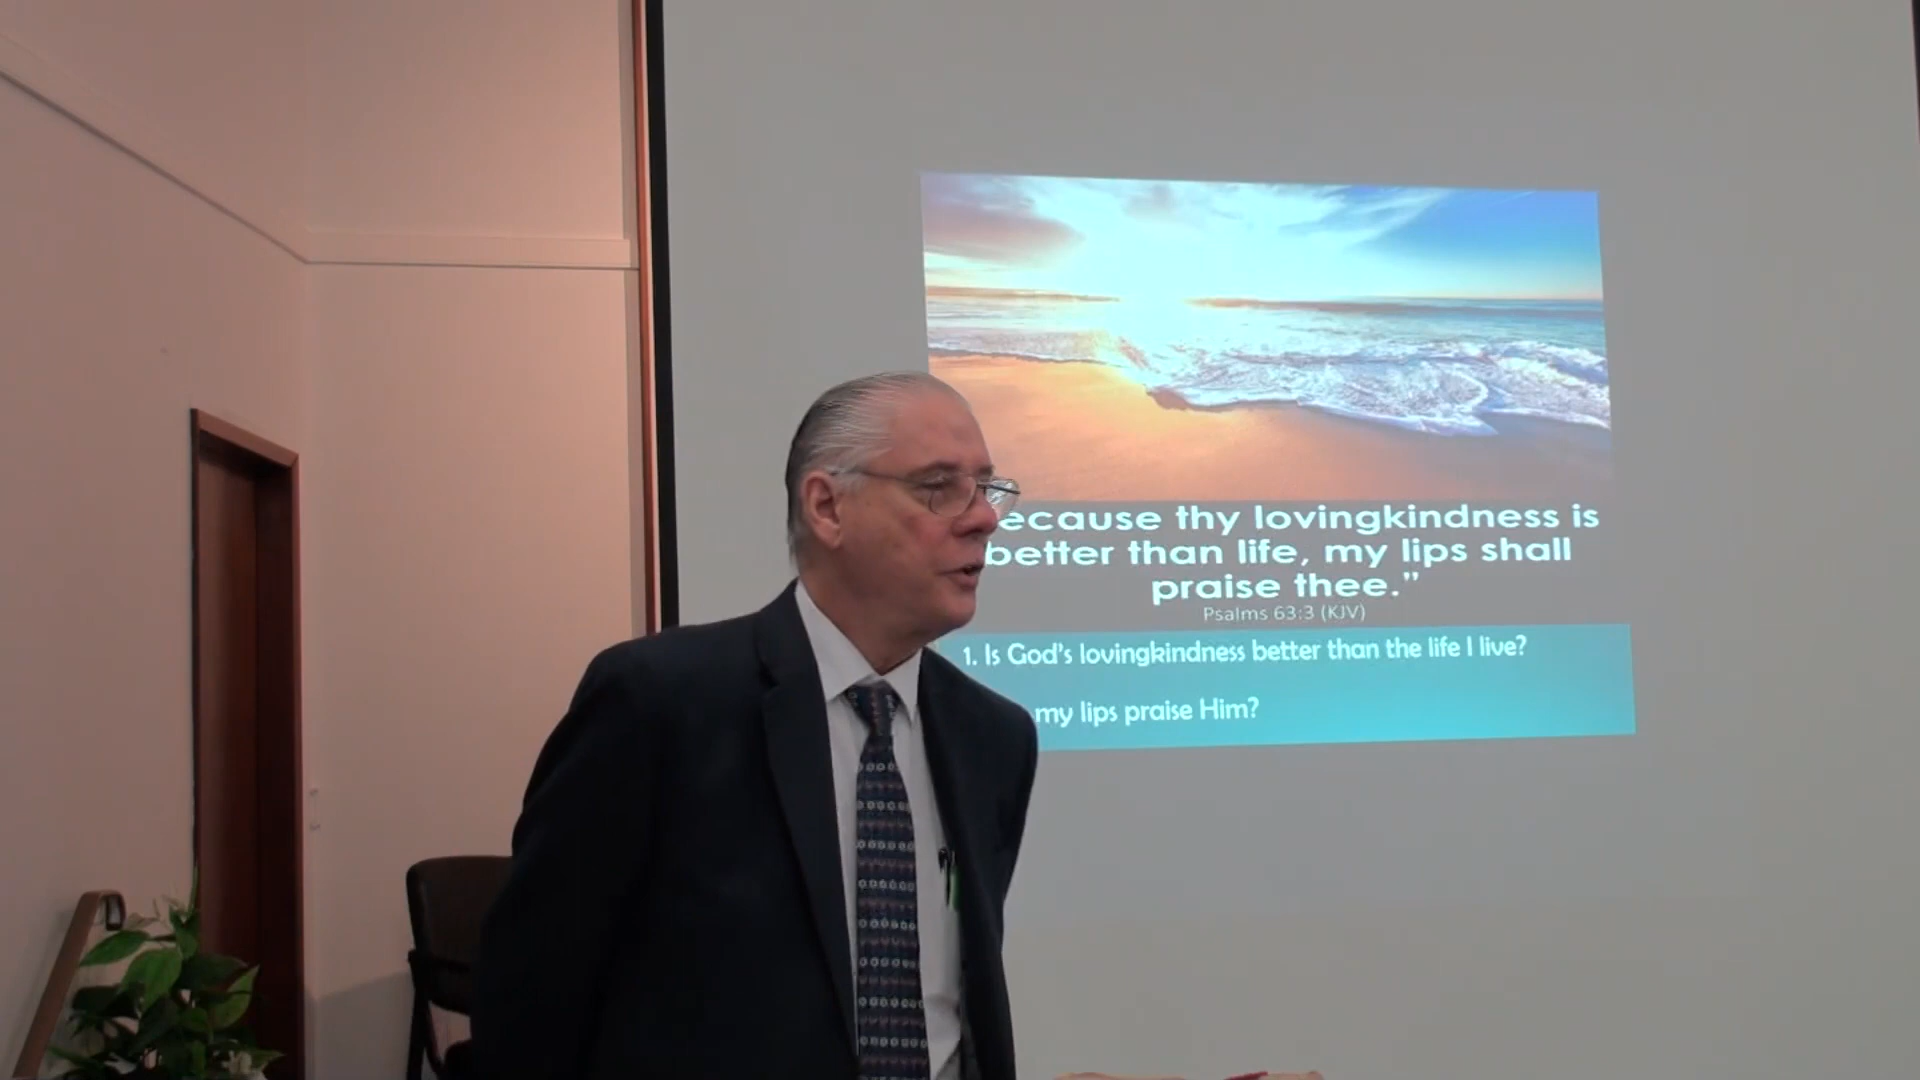 ecause thy lovingkindness is
better than life, my lips shall
praise thee.”
Psalms 63:3 (KJV)
1. Is God's lovingkindness better than the life I live?
my lips praise Him?